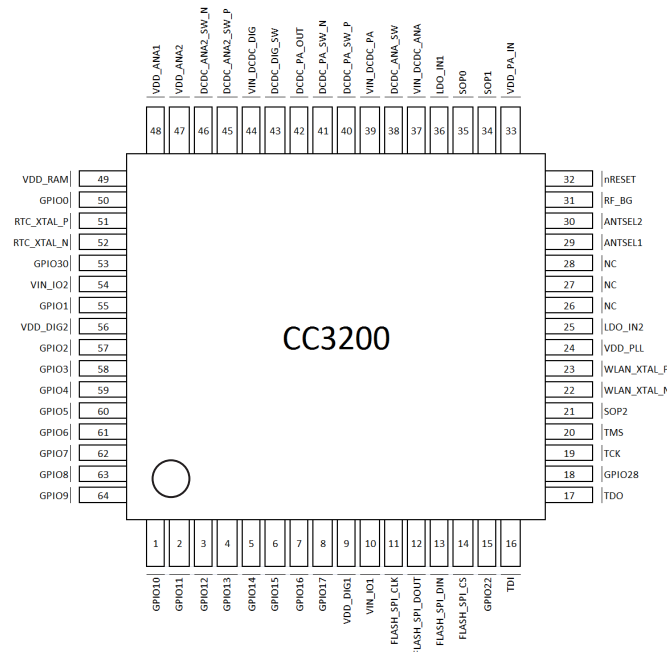 VDD_ANA1
VDD_ANA2
DCDC_ANA2_SW_N
DCDC_ANA2_SW_P
VIN_DCDC_DIG
DCDC_DIG_SW
DCDC_PA_OUT
DCDC_PA_SW_N
DCDC_PA_SW_P
VIN_DCDC_PA
DCDC_ANA_SW
VIN_DCDC_ANA
LDO_IN1
SOP0
SOP1
VDD_PA_IN
48 47 46 45 44 43 42 41 40 39 38 37 36 35 34 33
VDD_RAM 49
GPIO0 50
RTC_XTAL_P 51
RTC_XTAL_N 52
GPIO30 53
VIN_IO2 54
GPIO1 55
VDD_DIG2 56
GPIO2 57
GPIO3 58
GPIO4 59
GPIO5 60
GPIO6 61
GPIO7 62
GPIO8 63
GPIO9 64
CC3200
32 nRESET
31 RF_BG
30 ANTSEL2
29 ANTSEL1
28 NC
27 NC
26 NC
25 LDO_IN2
24 VDD_PLL
23 WLAN_XTAL_P
22 WLAN_XTAL_N
21 SOP2
20 TMS
19 TCK
18 GPIO28
17 TDO
1 2 3 4 5 6 7 8 9 10 11 12 13 14 15 16
GPIO10
GPIO11
GPIO12
GPIO13
GPIO14
GPIO15
GPIO16
GPIO17
VDD_DIG1
VIN_IO1
FLASH_SPI_CLK
FLASH_SPI_DOUT
FLASH_SPI_DIN
FLASH_SPI_CS
GPIO22
TDI